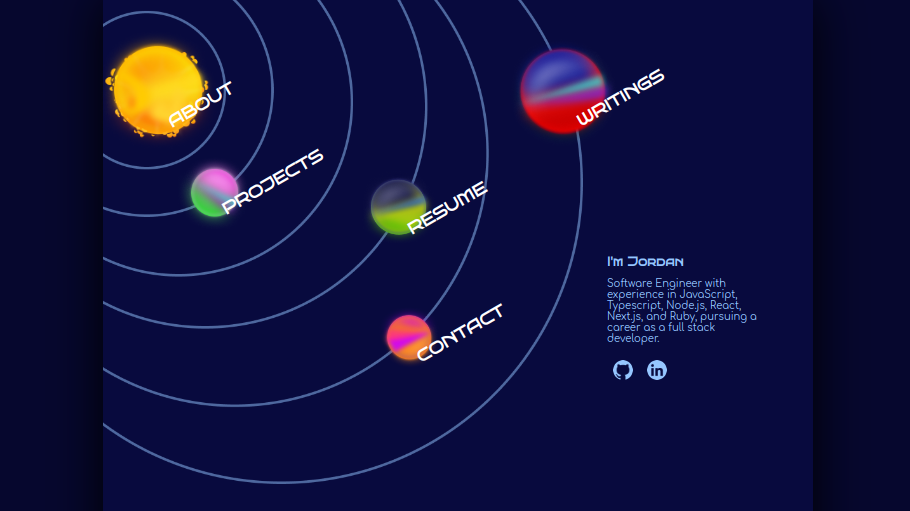 ABOUT
WRITINGS
PROJECTS
RESUME
CONTACT
I'm Jordan
Software Engineer with
experience in JavaScript,
Typescript, Node.js, React,
Next.js, and Ruby, pursuing a
career as a full stack
developer.
in